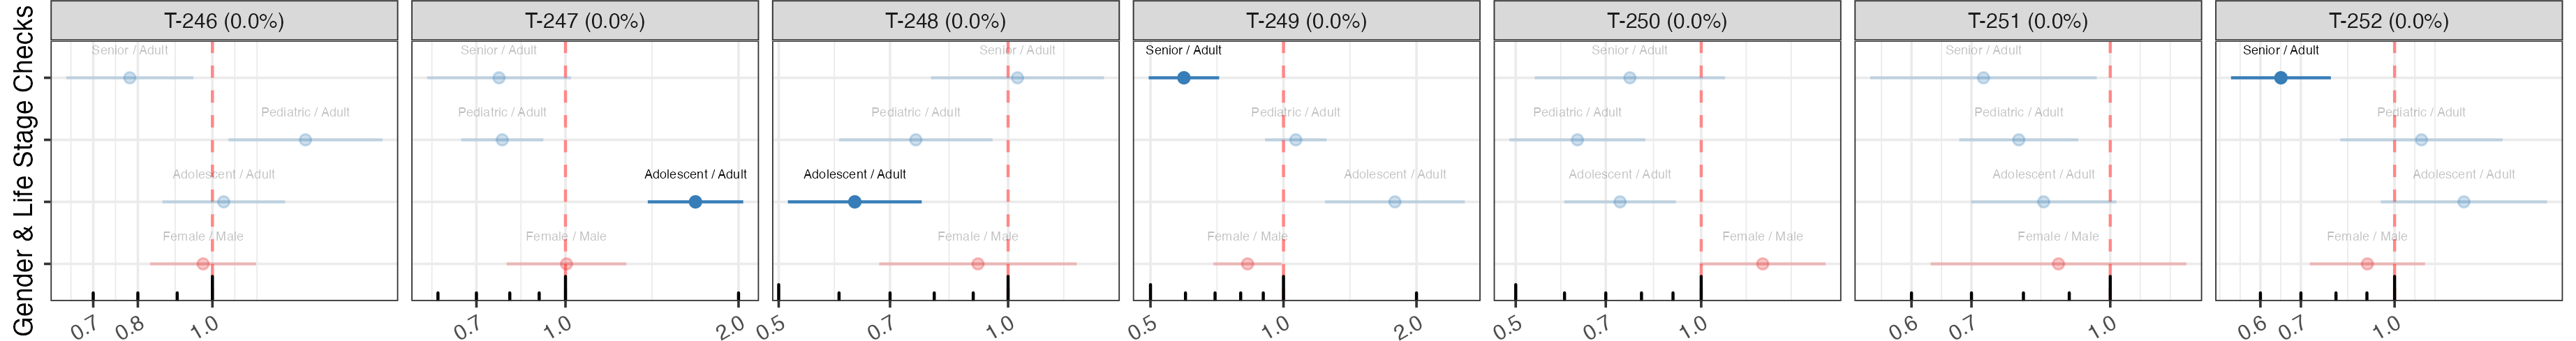 T-246 (0.0%) T-247 (0.0%) T-248 (0.0%) T-249 (0.0%) T-250 (0.0%) T-251 (0.0%) T-252 (0.0%)
Gender & Life Stage Checks
Senior / Adult Senior / Adult Senior / Adult Senior / Adult Senior / Adult Senior / Adult Senior / Adult
Pediatric / Adult Pediatric / Adult Pediatric / Adult Pediatric / Adult Pediatric / Adult Pediatric / Adult Pediatric / Adult
Adolescent / Adult Adolescent / Adult Adolescent / Adult Adolescent / Adult Adolescent / Adult Adolescent / Adult Adolescent / Adult
Female / Male Female / Male Female / Male Female / Male Female / Male Female / Male Female / Male
0.7 0.8 1.0 0.7 1.0 2.0 0.5 0.7 1.0 0.5 1.0 2.0 0.5 0.7 1.0 0.6 0.7 1.0 0.6 0.7 1.0